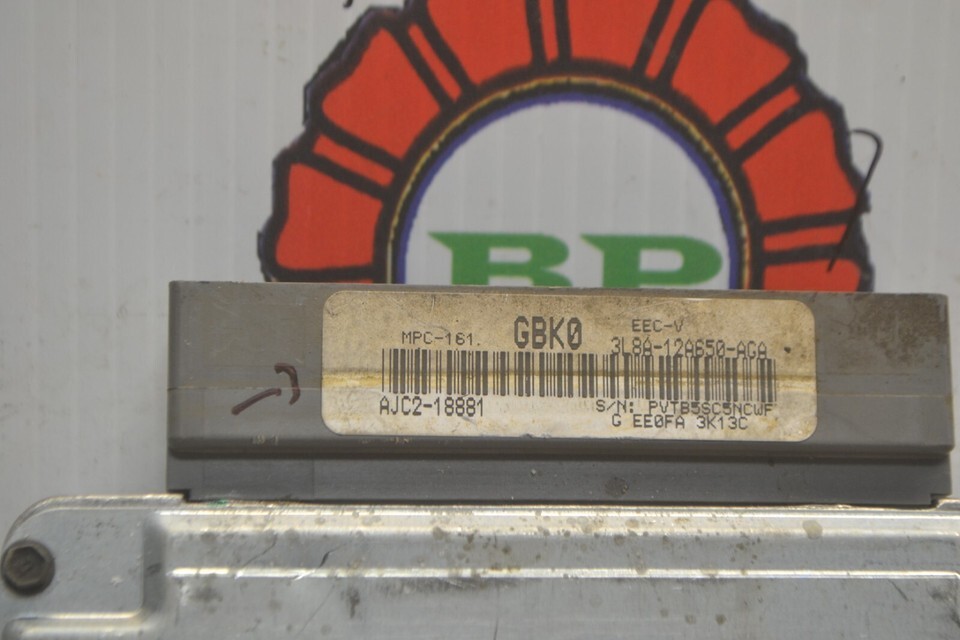 BP
MPC-161. GBK0 EEC-V
3L8A-12A650-AGA
AJC2-18881 S/N: PVTB5SC5NCWF
G EE0FA 3K13C